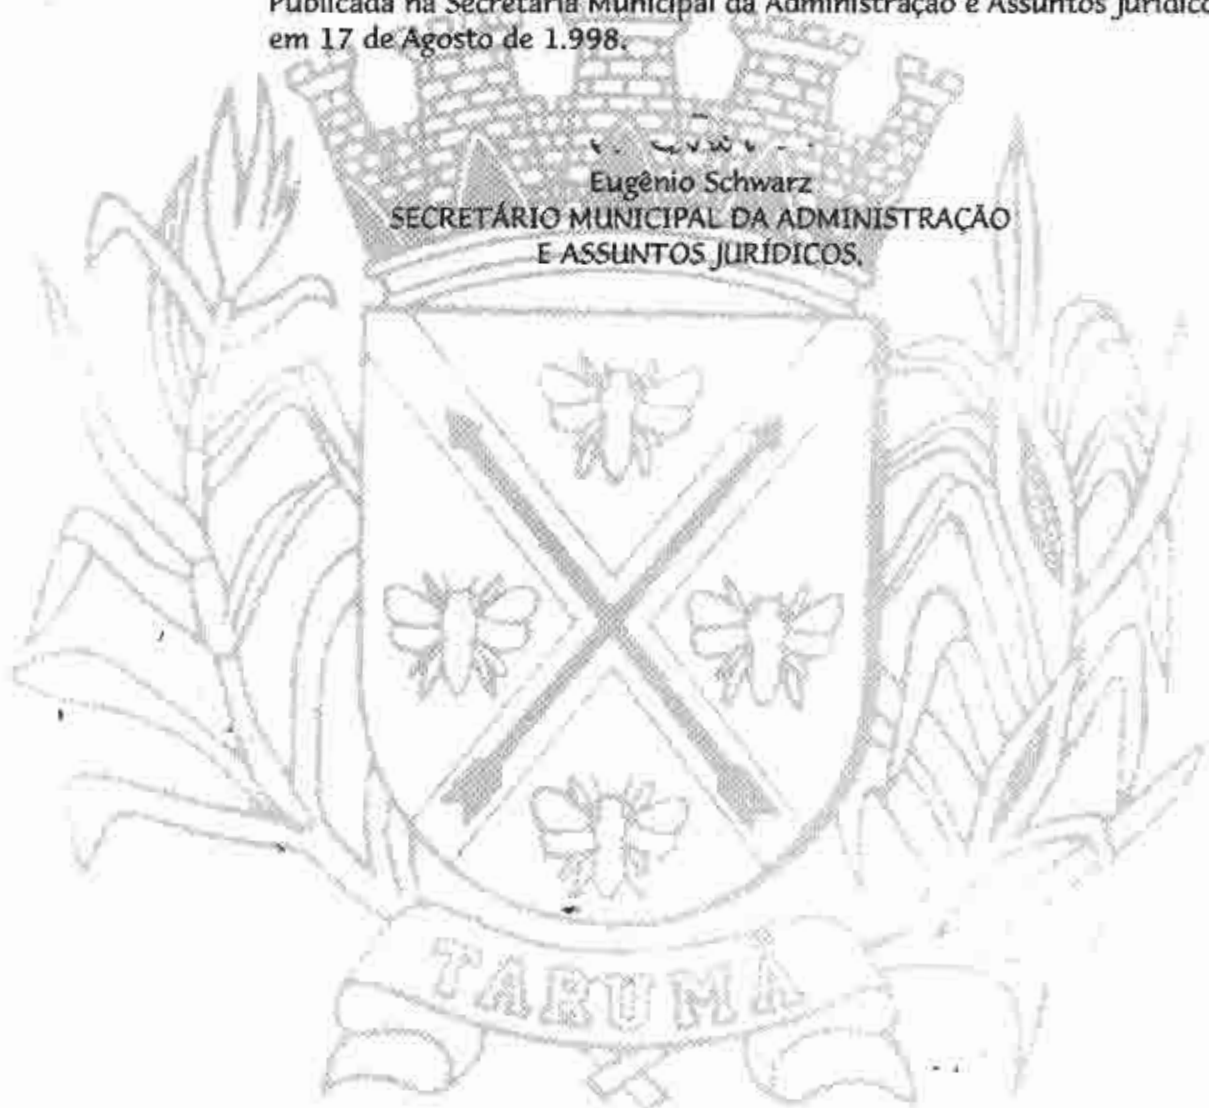 Publicada na Secretaria Municipal da Administração e Assuntos Jurídico
em 17 de Agosto de 1.998.
Eugênio Schwarz
SECRETÁRIO MUNICIPAL DA ADMINISTRAÇÃO
E ASSUNTOS JURÍDICOS.
TARUMÃ